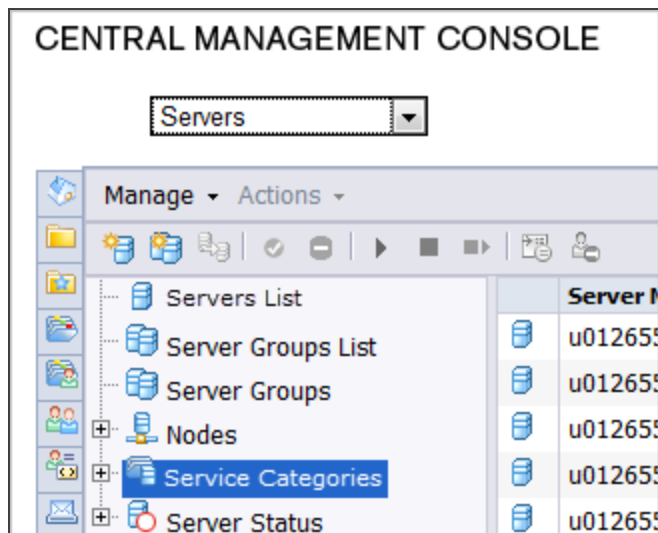 CENTRAL MANAGEMENT CONSOLE
Servers
Manage Actions
Servers List
Server Groups List
Server Groups
Nodes
Service Categories
Server Status
Server
u012655
u012655
u012655
u012655
u012655